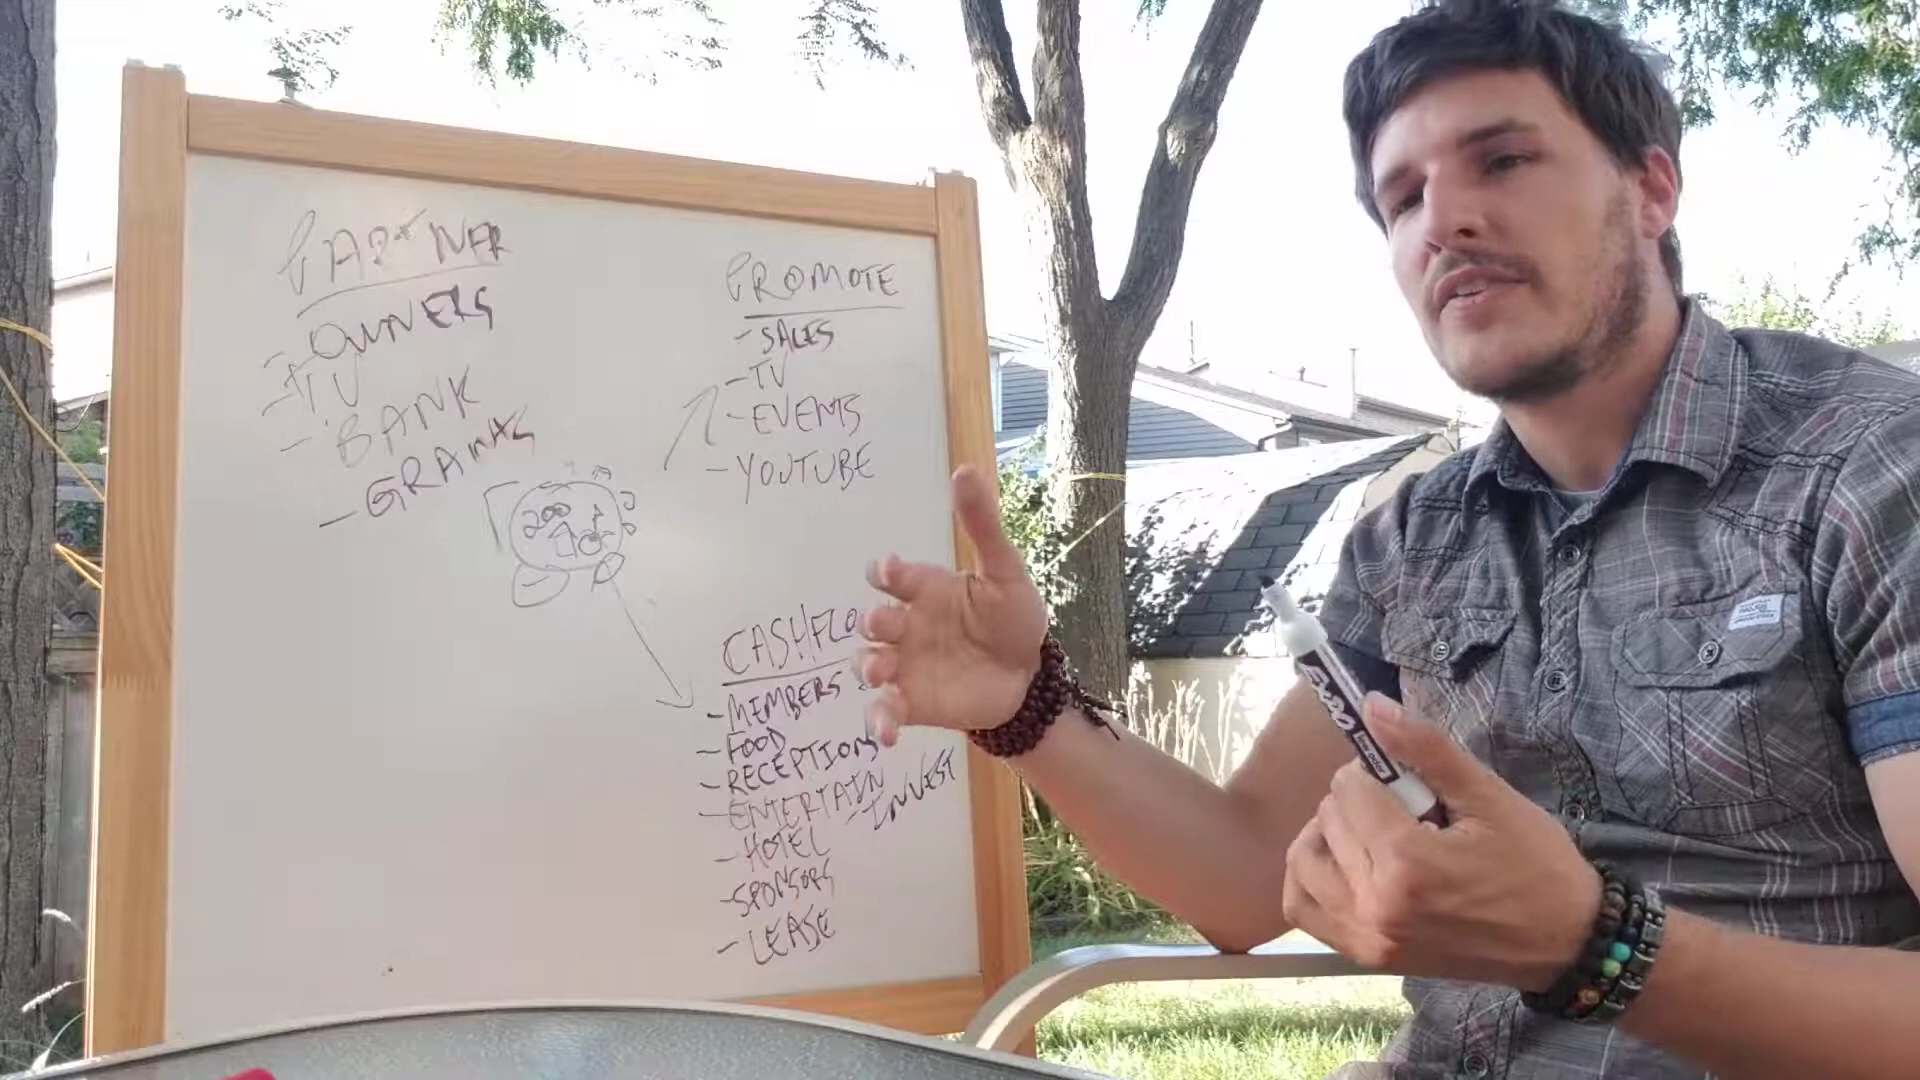 PARTNER
- OWNERS
- TV
- BANK
- GRANTS
200
PROMOTE
- SALES
- TV
- EVENTS
- YOUTUBE
CASHFLO
- MEMBERS
- FOOD
- RECEPTIONS
- ENTERTAIN
- INVEST
- HOTEL
- SPONSORS
- LEASE
EXPO